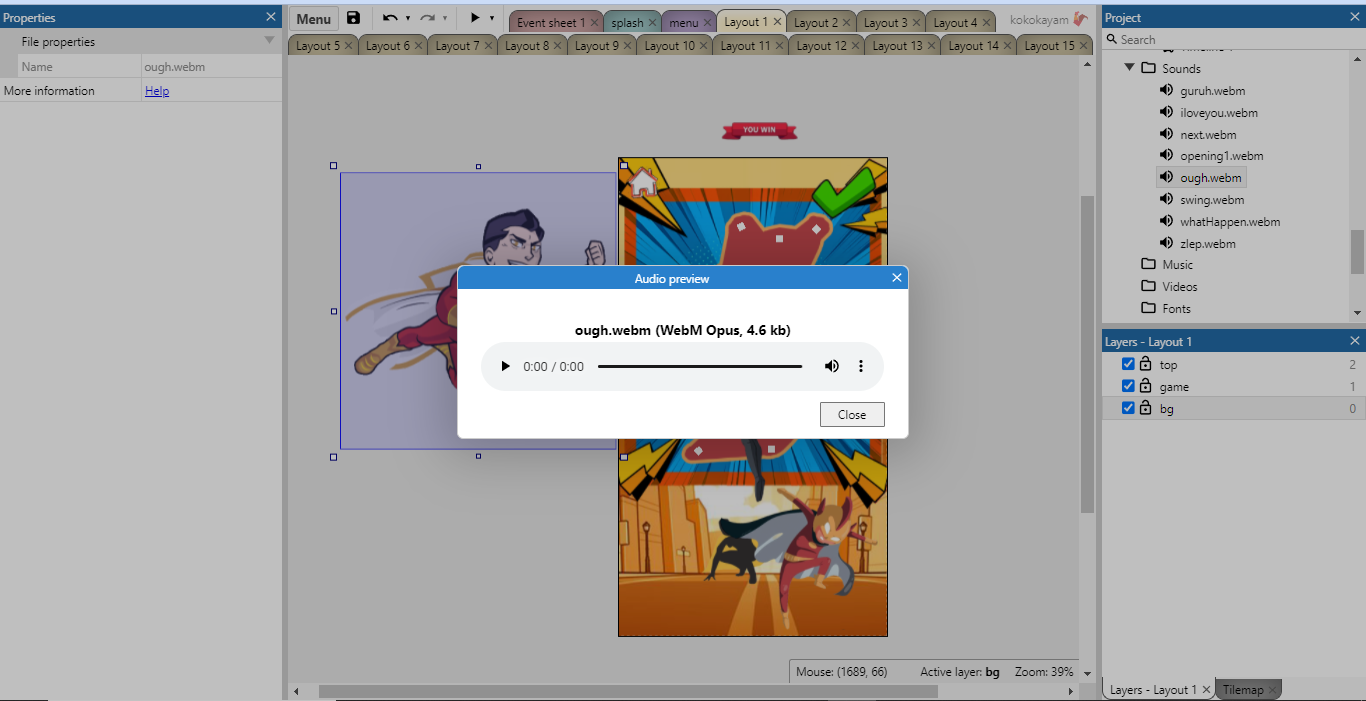 Properties
File properties
Name ough.webm
More information Help
Menu
Event sheet 1 splash menu Layout 1 Layout 2 Layout 3 Layout 4 kokokayam
Layout 5 Layout 6 Layout 7 Layout 8 Layout 9 Layout 10 Layout 11 Layout 12 Layout 13 Layout 14 Layout 15
YOU WIN
Audio preview
ough.webm (WebM Opus, 4.6 kb)
0:00 / 0:00
Close
Mouse: (1689, 66) Active layer: bg Zoom: 39%
Project
Search
Sounds
guruh.webm
iloveyou.webm
next.webm
opening1.webm
ough.webm
swing.webm
whatHappen.webm
zlep.webm
Music
Videos
Fonts
Layers - Layout 1
top 2
game 1
bg 0
Layers - Layout 1 Tilemap